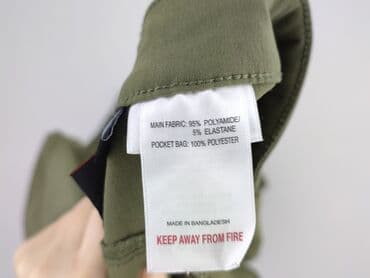 MAIN FABRIC: 95% POLYAMIDE/
5% ELASTANE
POCKET BAG: 100% POLYESTER
MADE IN BANGLADESH
KEEP AWAY FROM FIRE